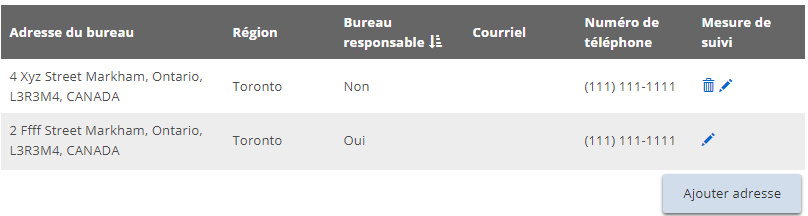 Adresse du bureau Région Bureau responsable Courriel Numéro de téléphone Mesure de suivi
4 Xyz Street Markham, Ontario, Toronto Non (111) 111-1111
L3R3M4, CANADA
2 Ffff Street Markham, Ontario, Toronto Oui (111) 111-1111
L3R3M4, CANADA
Ajouter adresse